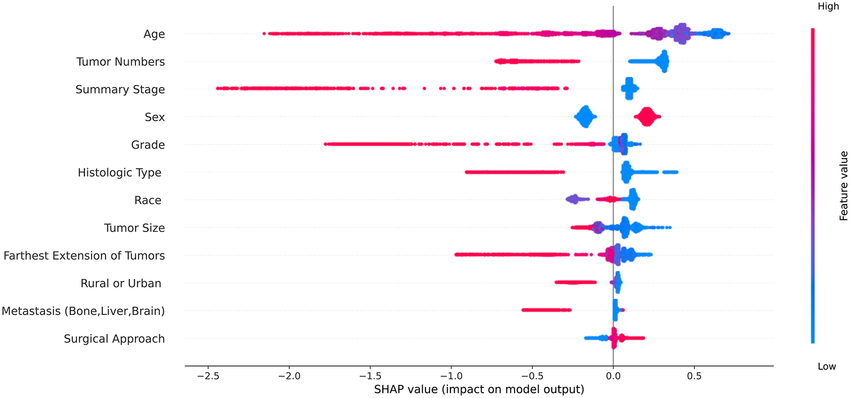 High
Age
Tumor Numbers
Summary Stage
Sex
Grade
Histologic Type
Race
Tumor Size
Farthest Extension of Tumors
Rural or Urban
Metastasis (Bone,Liver,Brain)
Surgical Approach
Feature value
Low
−2.5 −2.0 −1.5 −1.0 −0.5 0.0 0.5
SHAP value (impact on model output)